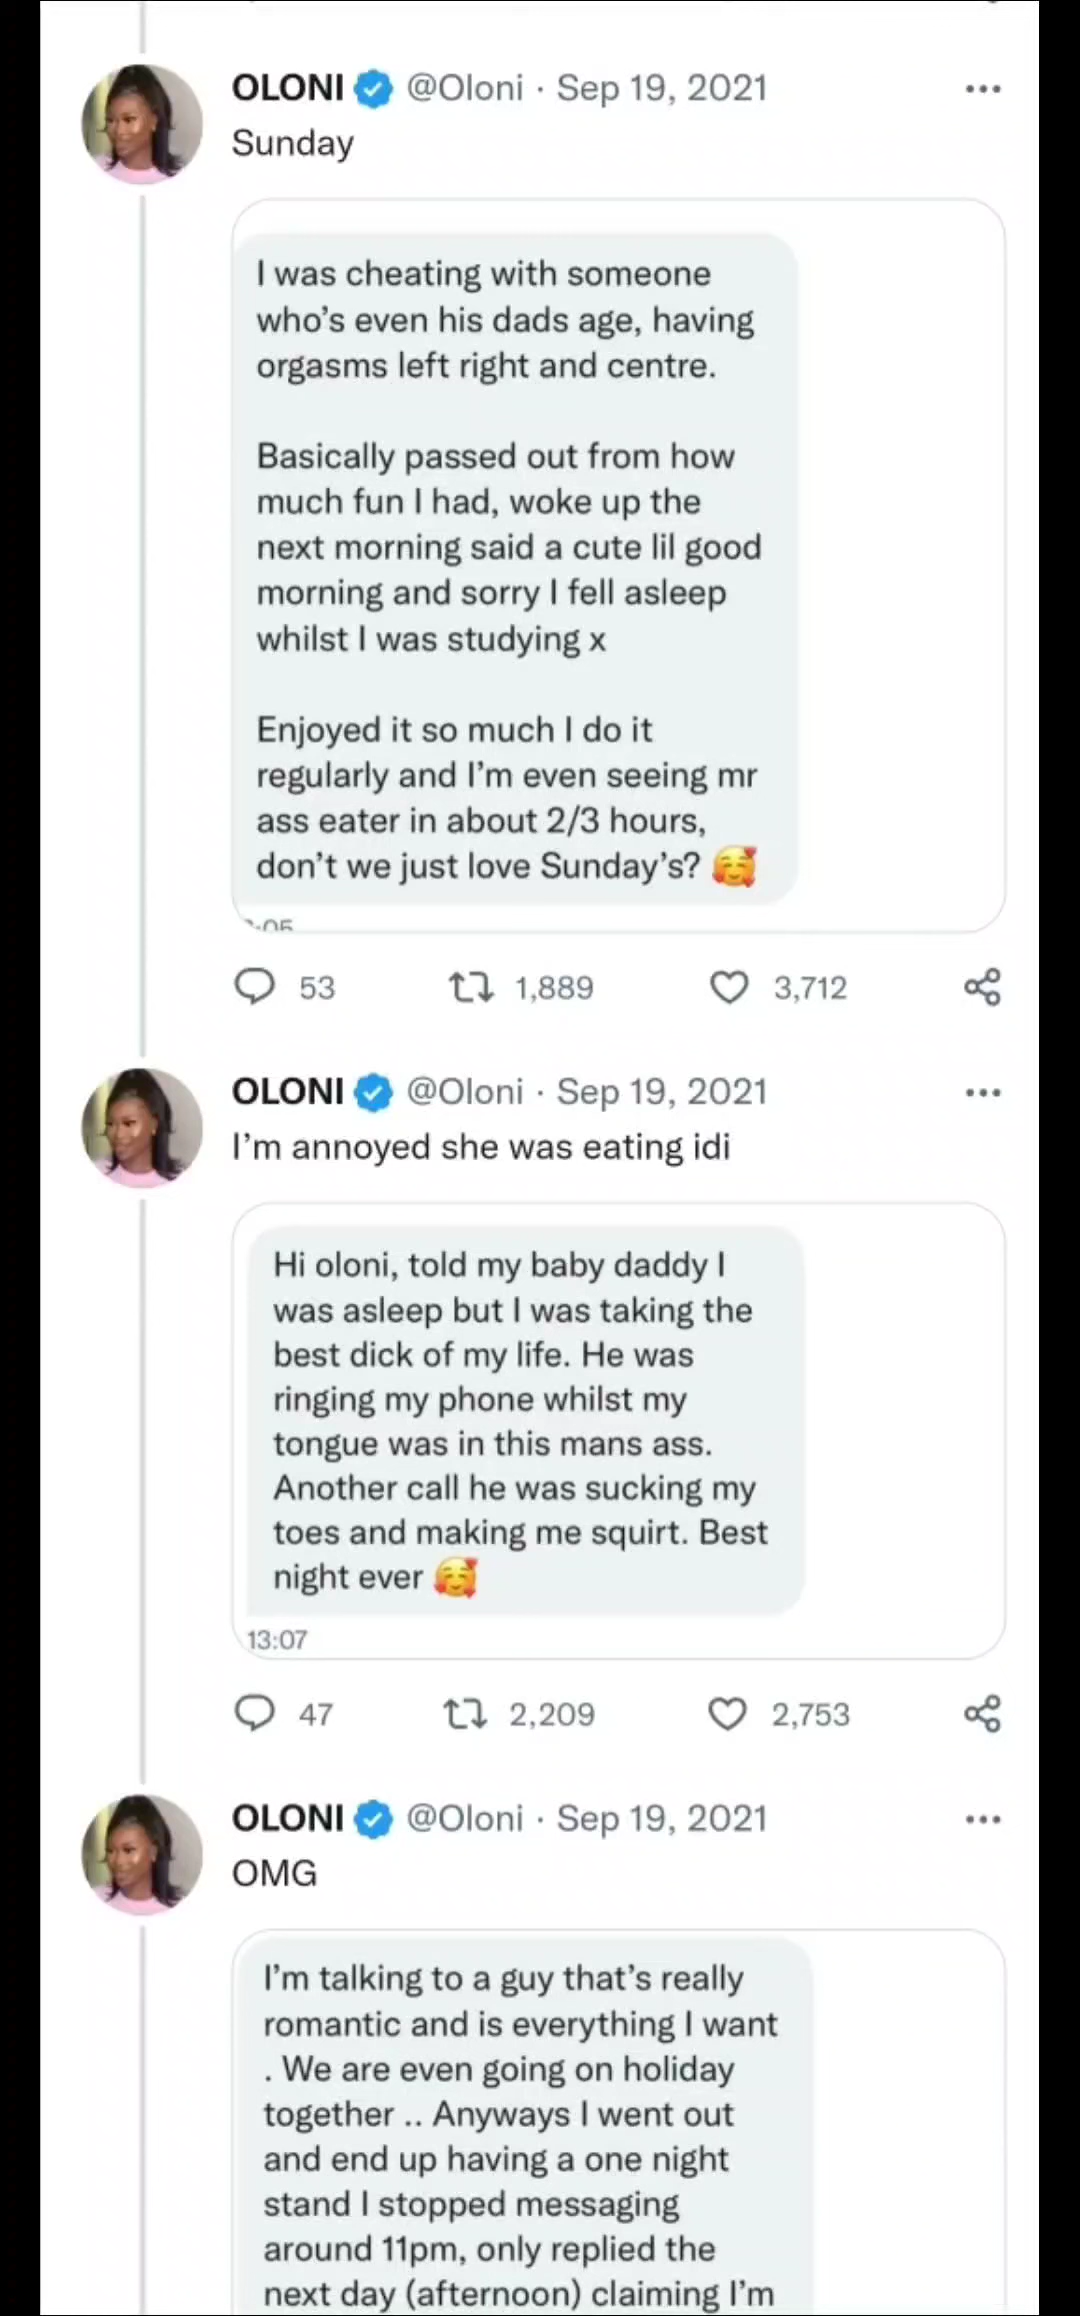 OLONI @Oloni · Sep 19, 2021
Sunday
I was cheating with someone
who's even his dads age, having
orgasms left right and centre.
Basically passed out from how
much fun I had, woke up the
next morning said a cute lil good
morning and sorry I fell asleep
whilst I was studying x
Enjoyed it so much I do it
regularly and I'm even seeing mr
ass eater in about 2/3 hours,
don't we just love Sunday's? 🥰
53 1,889 3,712
OLONI @Oloni · Sep 19, 2021
I'm annoyed she was eating idi
Hi oloni, told my baby daddy I
was asleep but I was taking the
best dick of my life. He was
ringing my phone whilst my
tongue was in this mans ass.
Another call he was sucking my
toes and making me squirt. Best
night ever 🥰
13:07
47 2,209 2,753
OLONI @Oloni · Sep 19, 2021
OMG
I'm talking to a guy that's really
romantic and is everything I want
. We are even going on holiday
together .. Anyways I went out
and end up having a one night
stand I stopped messaging
around 11pm, only replied the
next day (afternoon) claiming I'm